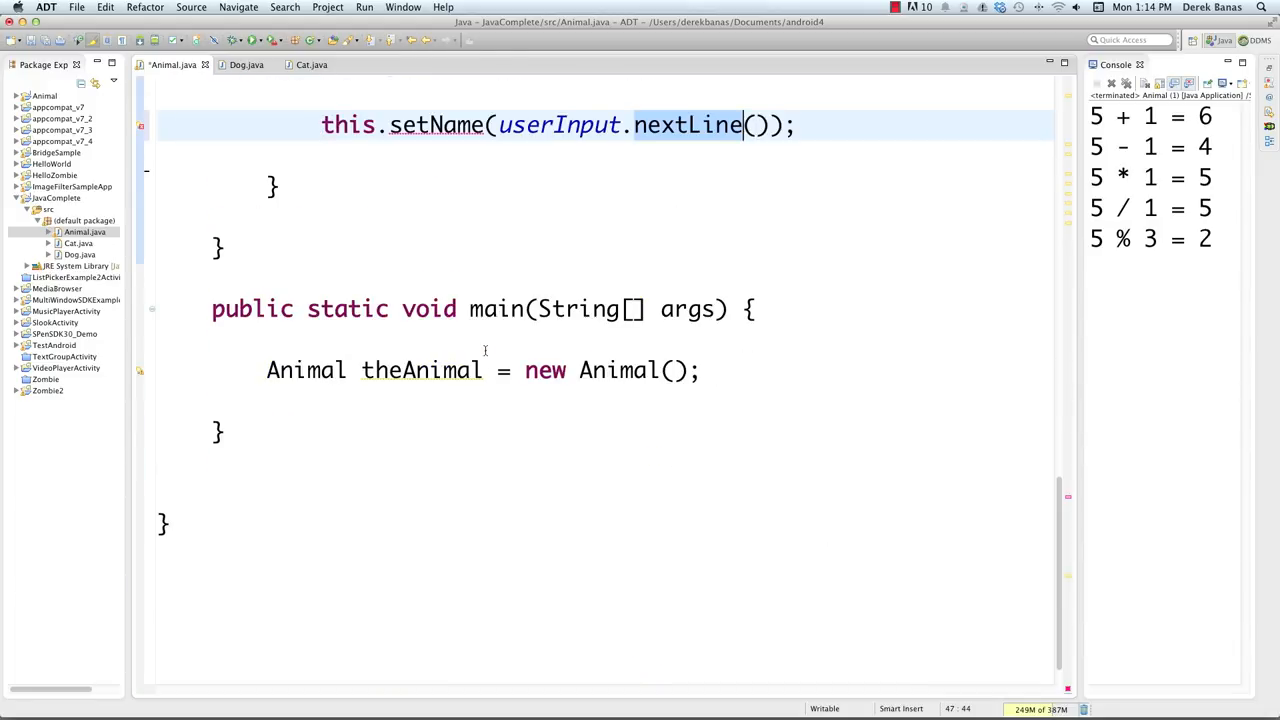 ADT File Edit Refactor Source Navigate Search Project Run Window Help 10 Mon 1:14 PM Derek Banas
Java – JavaComplete/src/Animal.java – ADT – /Users/derekbanas/Documents/android4
Quick Access Java DDMS
Package Exp
*Animal.java Dog.java Cat.java
Console
<terminated> Animal (1) [Java Application] /S
Animal
appcompat_v7
appcompat_v7_2
appcompat_v7_3
appcompat_v7_4
BridgeSample
HelloWorld
HelloZombie
ImageFilterSampleApp
JavaComplete
src
(default package)
Animal.java
Cat.java
Dog.java
JRE System Library [Ja
ListPickerExample2Activi
MediaBrowser
MultiWindowSDKExample
MusicPlayerActivity
SlookActivity
SPenSDK30_Demo
TestAndroid
TextGroupActivity
VideoPlayerActivity
Zombie
Zombie2
this.setName(userInput.nextLine());
}
}
public static void main(String[] args) {
Animal theAnimal = new Animal();
}
}
5 + 1 = 6
5 - 1 = 4
5 * 1 = 5
5 / 1 = 5
5 % 3 = 2
Writable Smart Insert 47 : 44 249M of 387M